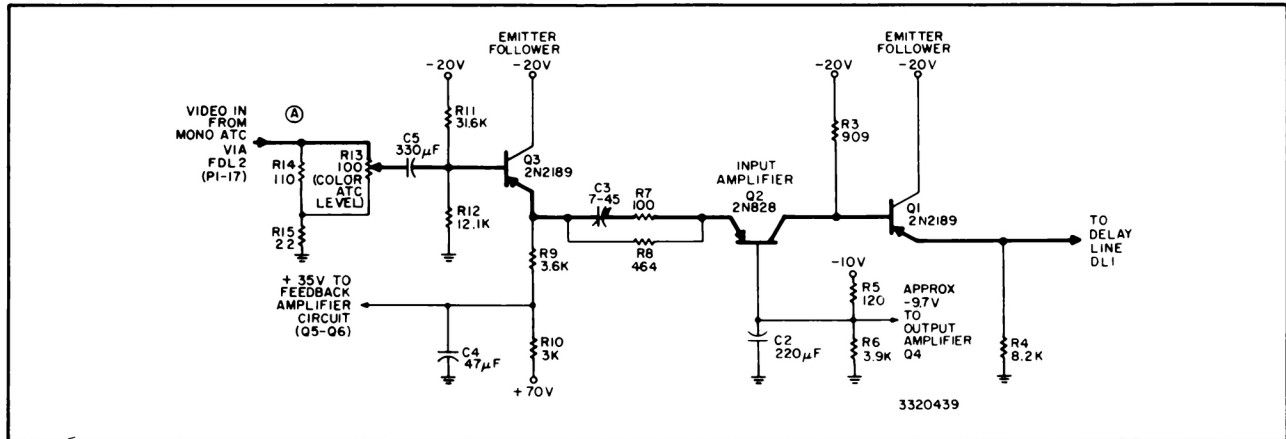 EMITTER
FOLLOWER
-20V
-20V
EMITTER
FOLLOWER
-20V
-20V
VIDEO IN
FROM
MONO ATC
VIA
FDL2
(P1-17)
A
R14
110
R13
100
(COLOR
ATC
LEVEL)
R15
22
C5
330µF
R11
31.6K
R12
12.1K
Q3
2N2189
C3
7-45
R7
100
R8
464
INPUT
AMPLIFIER
Q2
2N828
R3
909
Q1
2N2189
TO
DELAY
LINE
DL1
R9
3.6K
+35V TO
FEEDBACK
AMPLIFIER
CIRCUIT
(Q5-Q6)
C4
47µF
R10
3K
+70V
-10V
R5
120
APPROX
-9.7V
TO
OUTPUT
AMPLIFIER
Q4
C2
220µF
R6
3.9K
R4
8.2K
3320439